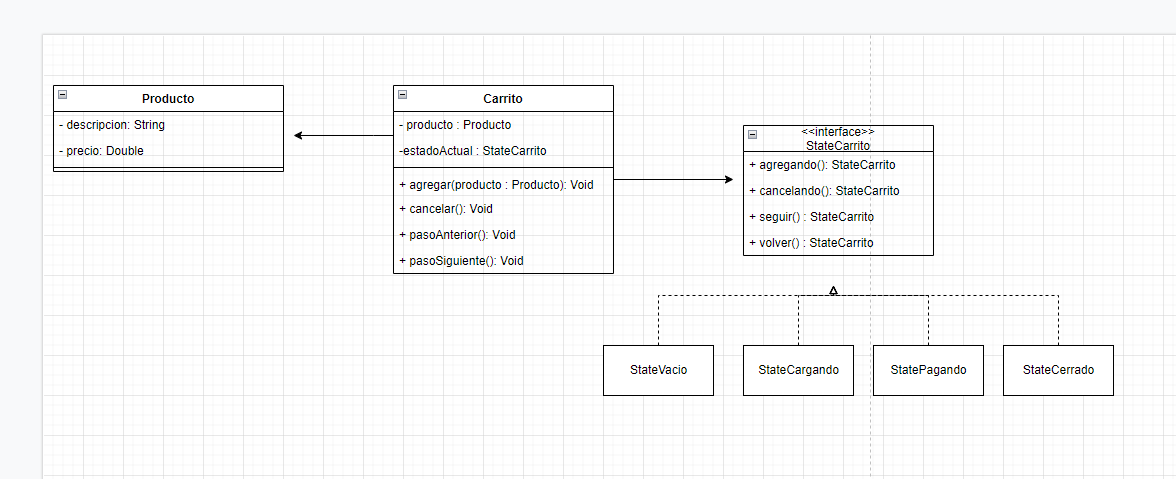 Producto
- descripcion: String
- precio: Double
Carrito
- producto : Producto
-estadoActual : StateCarrito
+ agregar(producto : Producto): Void
+ cancelar(): Void
+ pasoAnterior(): Void
+ pasoSiguiente(): Void
<<interface>>
StateCarrito
+ agregando(): StateCarrito
+ cancelando(): StateCarrito
+ seguir() : StateCarrito
+ volver() : StateCarrito
StateVacio
StateCargando
StatePagando
StateCerrado